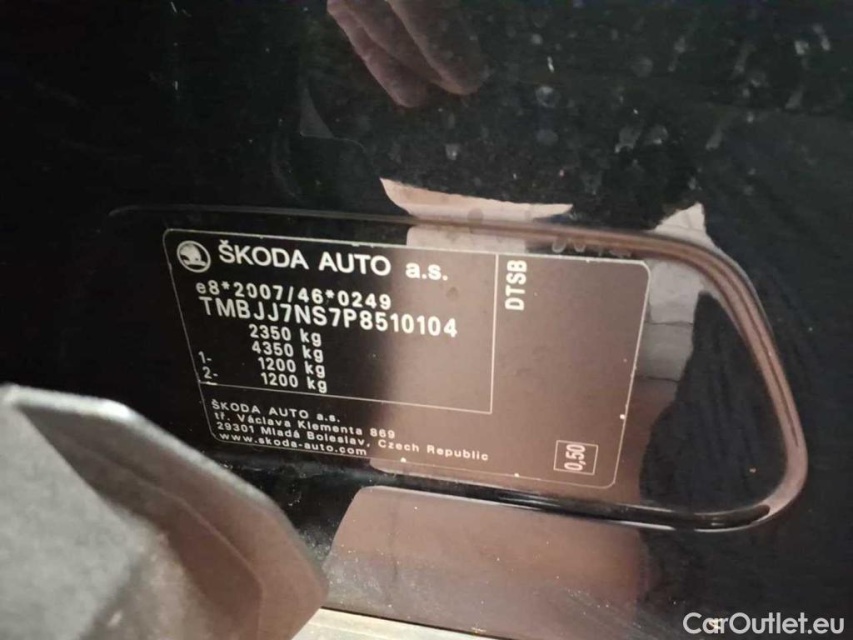 ŠKODA AUTO a.s.
e8*2007/46*0249
TMBJJ7NS7P8510104
2350 kg
4350 kg
1- 1200 kg
2- 1200 kg
DTSB
ŠKODA AUTO a.s.
tř. Václava Klementa 869
29301 Mladá Boleslav, Czech Republic
www.skoda-auto.com
0,50
CarOutlet.eu